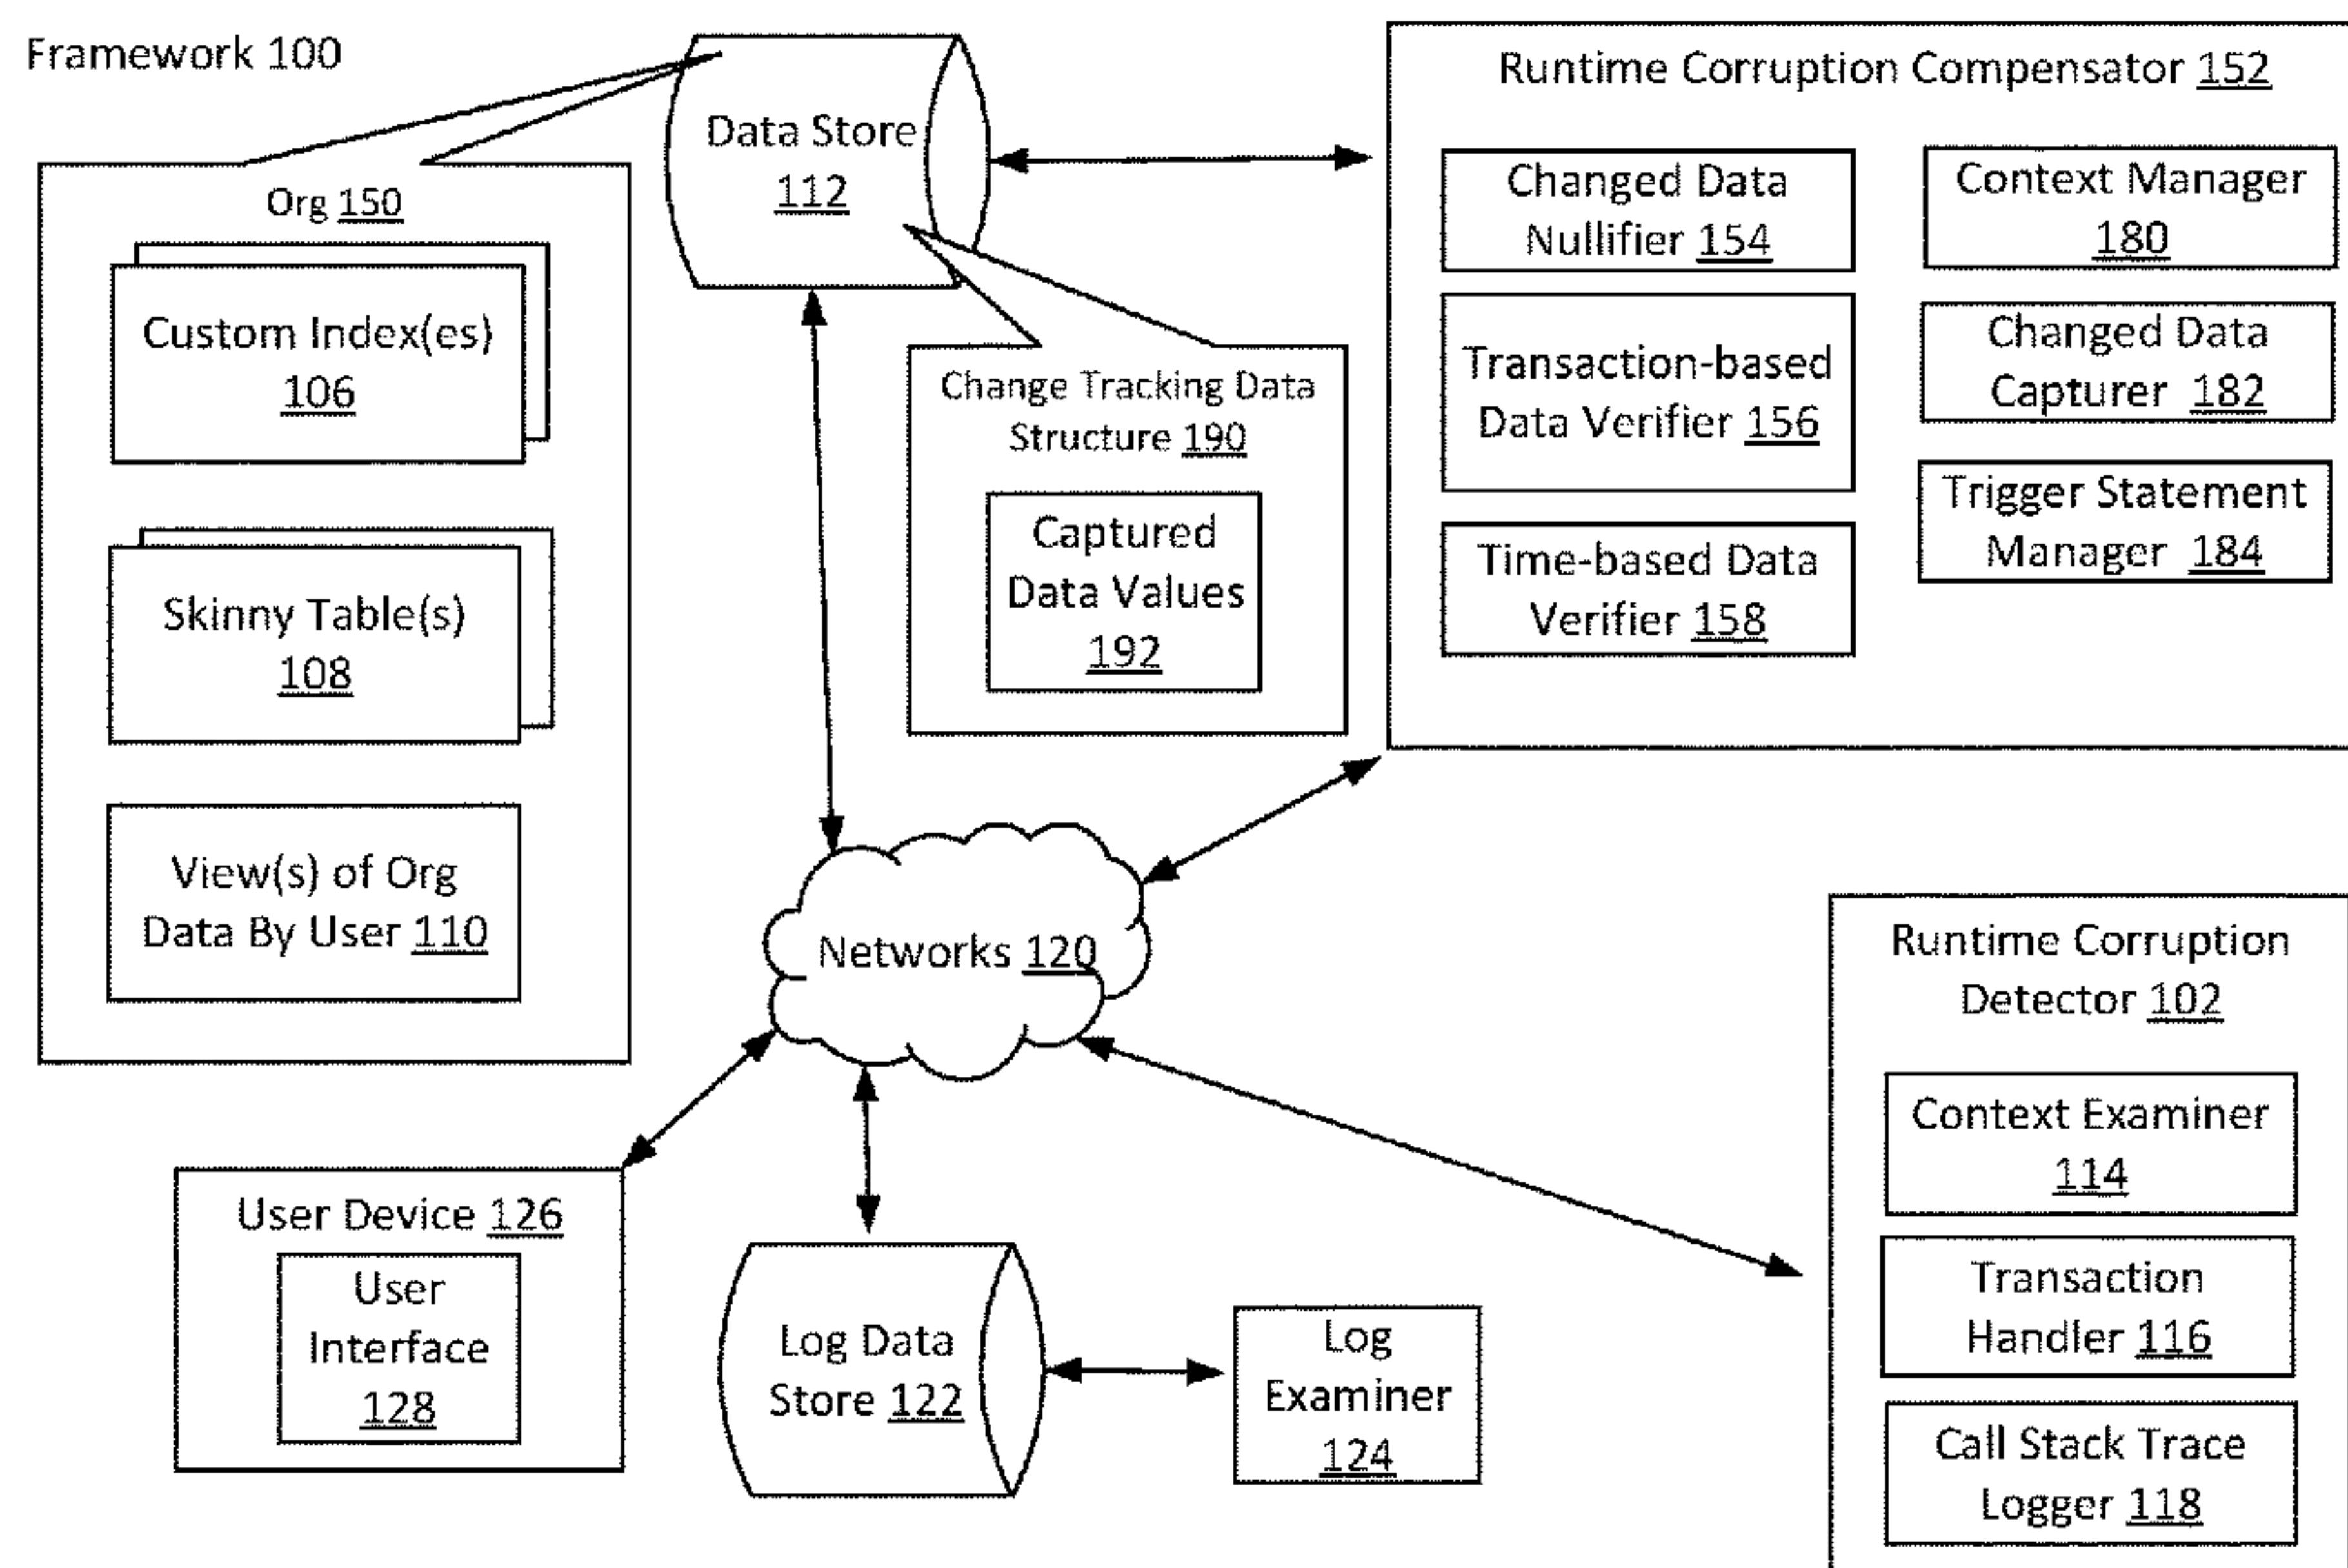 Framework 100
Data Store
112
Runtime Corruption Compensator 152
Changed Data
Nullifier 154
Transaction-based
Data Verifier 156
Time-based Data
Verifier 158
Context Manager
180
Changed Data
Capturer 182
Trigger Statement
Manager 184
Org 150
Custom Index(es)
106
Skinny Table(s)
108
View(s) of Org
Data By User 110
Change Tracking Data
Structure 190
Captured
Data Values
192
Networks 120
Runtime Corruption
Detector 102
Context Examiner
114
Transaction
Handler 116
Call Stack Trace
Logger 118
User Device 126
User
Interface
128
Log Data
Store 122
Log
Examiner
124